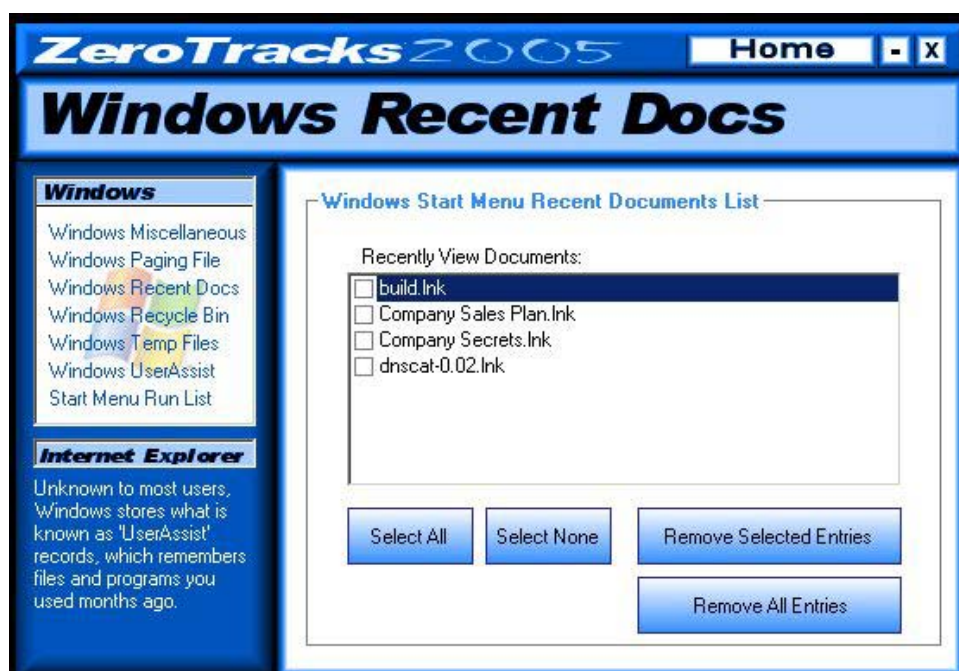 ZeroTracks2005
Home
-
X
Windows Recent Docs
Windows
Windows Miscellaneous
Windows Paging File
Windows Recent Docs
Windows Recycle Bin
Windows Temp Files
Windows UserAssist
Start Menu Run List
Internet Explorer
Unknown to most users,
Windows stores what is
known as 'UserAssist'
records, which remembers
files and programs you
used months ago.
Windows Start Menu Recent Documents List
Recently View Documents:
build.lnk
Company Sales Plan.lnk
Company Secrets.lnk
dnscat-0.02.lnk
Select All
Select None
Remove Selected Entries
Remove All Entries